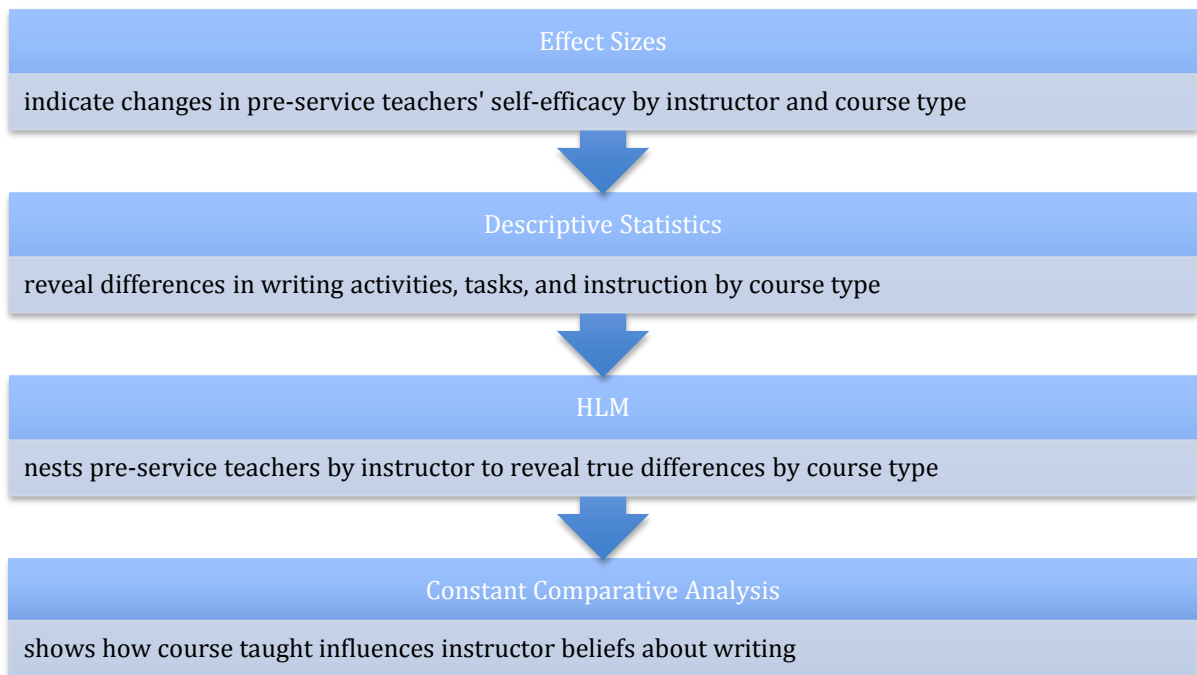 Effect Sizes
indicate changes in pre-service teachers' self-efficacy by instructor and course type
Descriptive Statistics
reveal differences in writing activities, tasks, and instruction by course type
HLM
nests pre-service teachers by instructor to reveal true differences by course type
Constant Comparative Analysis
shows how course taught influences instructor beliefs about writing